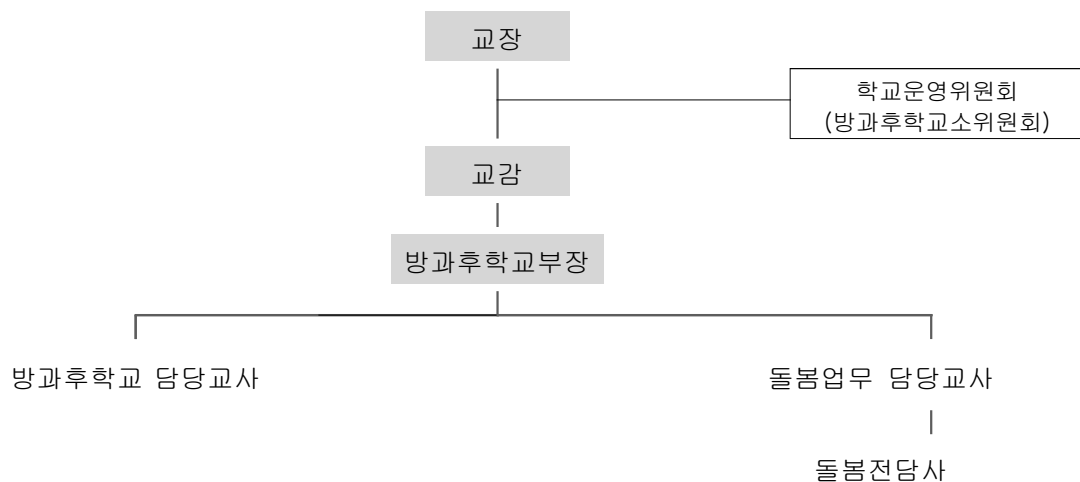 교장
학교운영위원회
(방과후학교소위원회)
교감
방과후학교부장
방과후학교 담당교사
돌봄업무 담당교사
돌봄전담사